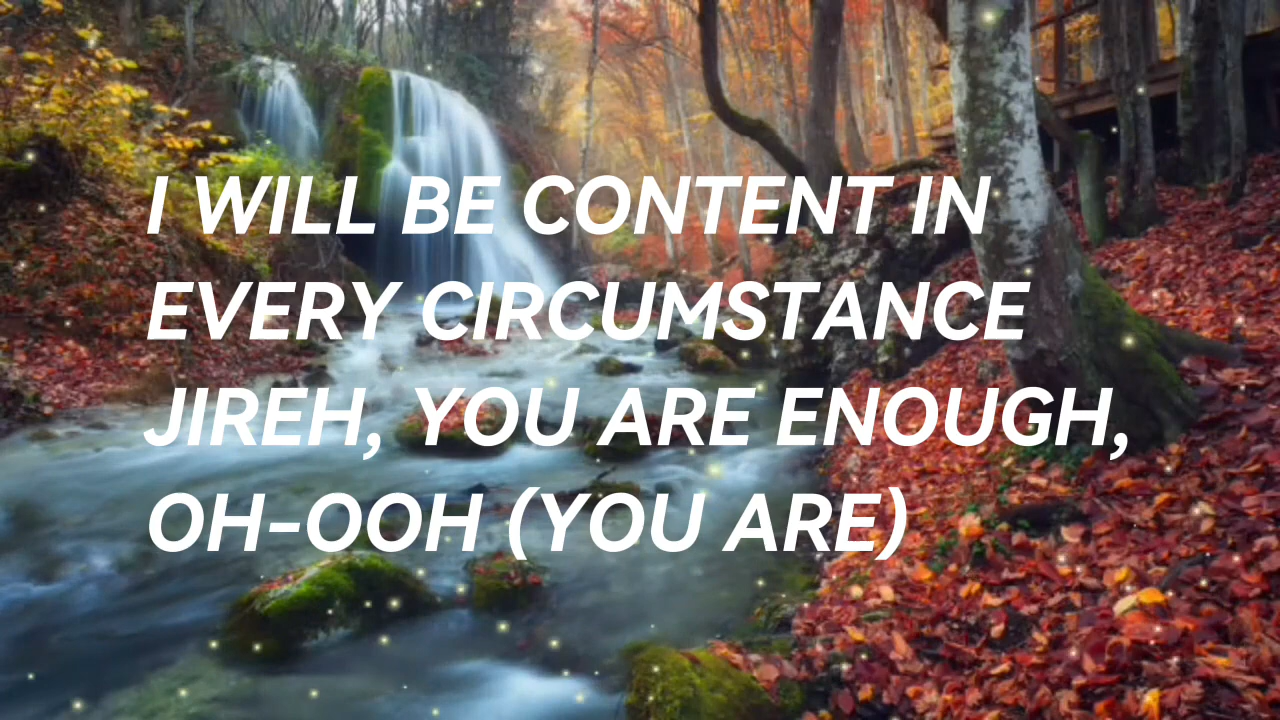 I WILL BE CONTENT IN
EVERY CIRCUMSTANCE
JIREH, YOU ARE ENOUGH,
OH-OOH (YOU ARE)